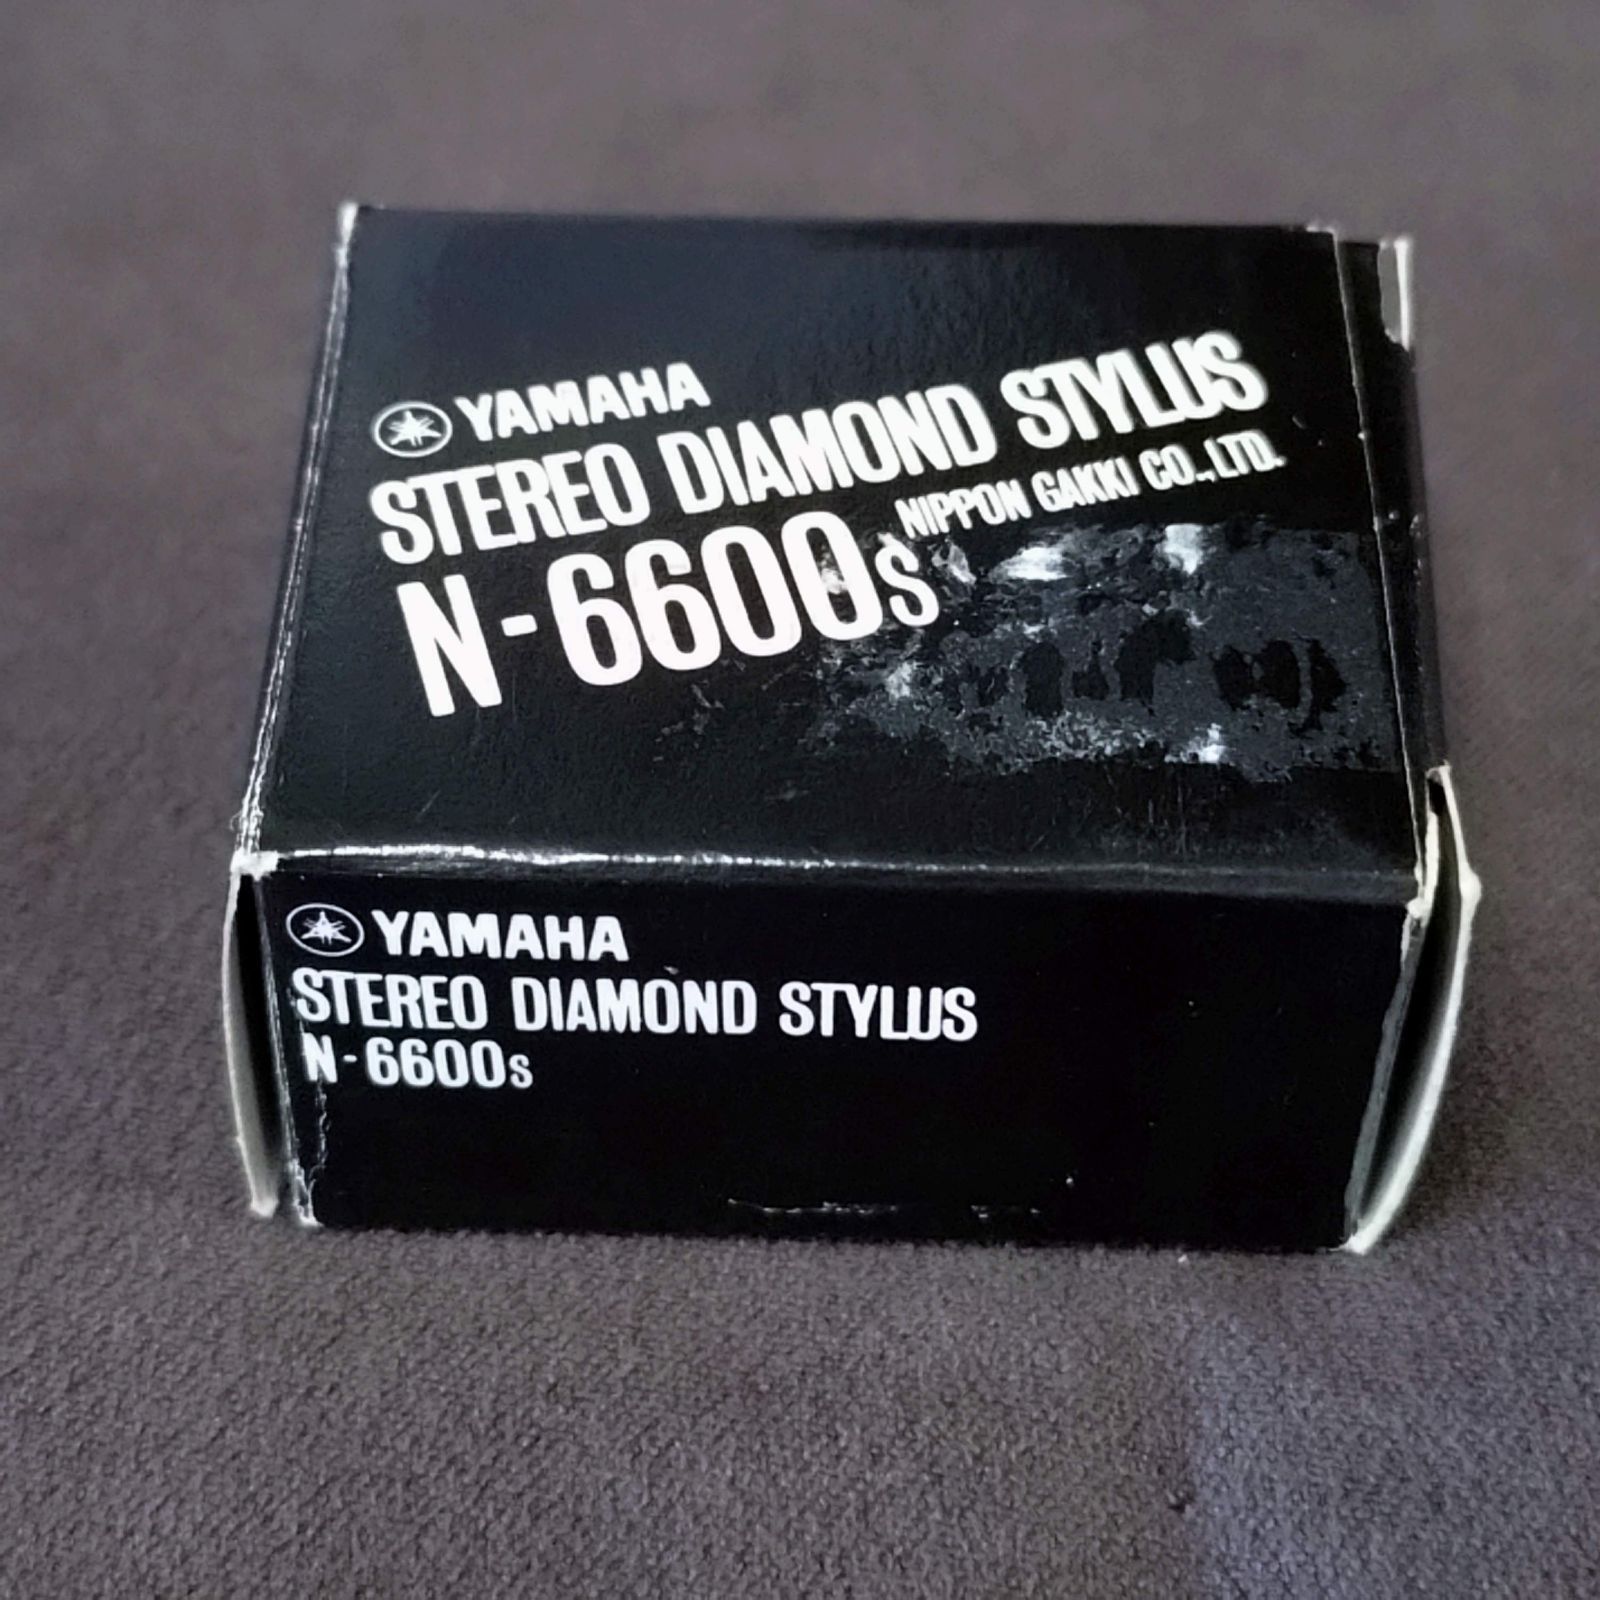 YAMAHA
STEREO DIAMOND STYLUS
NIPPON GAKKI CO., LTD.
N-6600s
YAMAHA
STEREO DIAMOND STYLUS
N-6600s